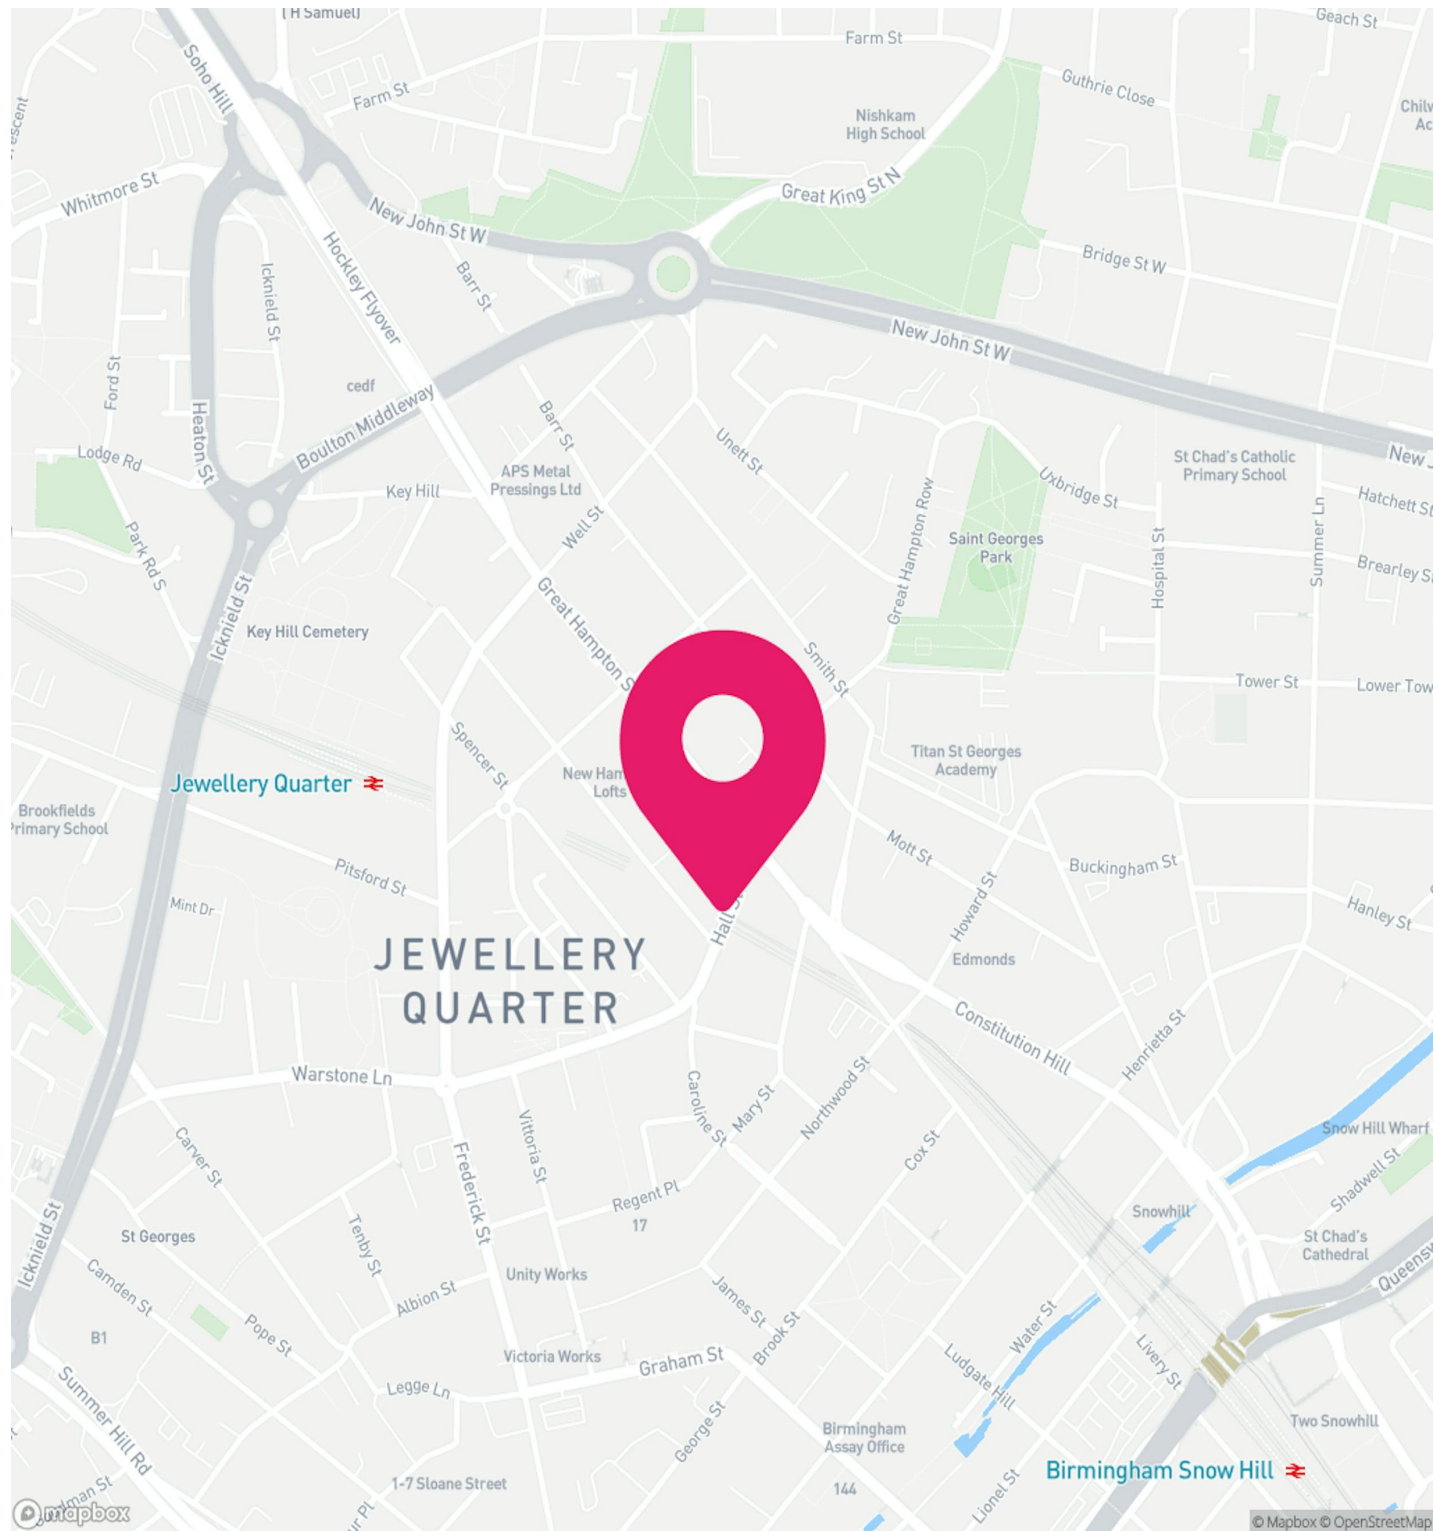 ( H Samuel)
Geach St
Farm St
Soho Hill
Guthrie Close
Farm St
Nishkam
High School
Whitmore St
Great King St N
New John St W
Hockley Flyover
Bridge St W
Barr St
Icknield St
New John St W
Ford St
cedf
Boulton Middleway
Heaton St
Barr St
Unett St
Lodge Rd
St Chad's Catholic
Primary School
APS Metal
Pressings Ltd
Key Hill
Uxbridge St
Hatchett St
Well St
Great Hampton Row
Saint Georges
Park
Park Rd S
Hospital St
Summer Ln
Brearley St
Icknield St
Great Hampton S
Key Hill Cemetery
Smith St
Tower St
Lower Tow
Spencer St
Titan St Georges
Academy
Jewellery Quarter
New Ham
Lofts
Brookfields
Primary School
Mott St
Buckingham St
Pitsford St
Mint Dr
Howard St
Hanley St
Hall St
JEWELLERY
QUARTER
Edmonds
Constitution Hill
Henrietta St
Warstone Ln
Caroline St
Mary St
Northwood St
Vittoria St
Cox St
Snow Hill Wharf
Carver St
Frederick St
Shadwell St
Regent Pl
17
Snowhill
Icknield St
St Georges
Tenby St
St Chad's
Cathedral
Queensw
Unity Works
Camden St
Albion St
James St
Water St
B1
Pope St
Brook St
Livery St
Victoria Works
Graham St
Ludgate Hill
Legge Ln
Summer Hill Rd
George St
Birmingham
Assay Office
Two Snowhill
Birmingham Snow Hill
1-7 Sloane Street
144
Lionel St
mapbox
© Mapbox © OpenStreetMap